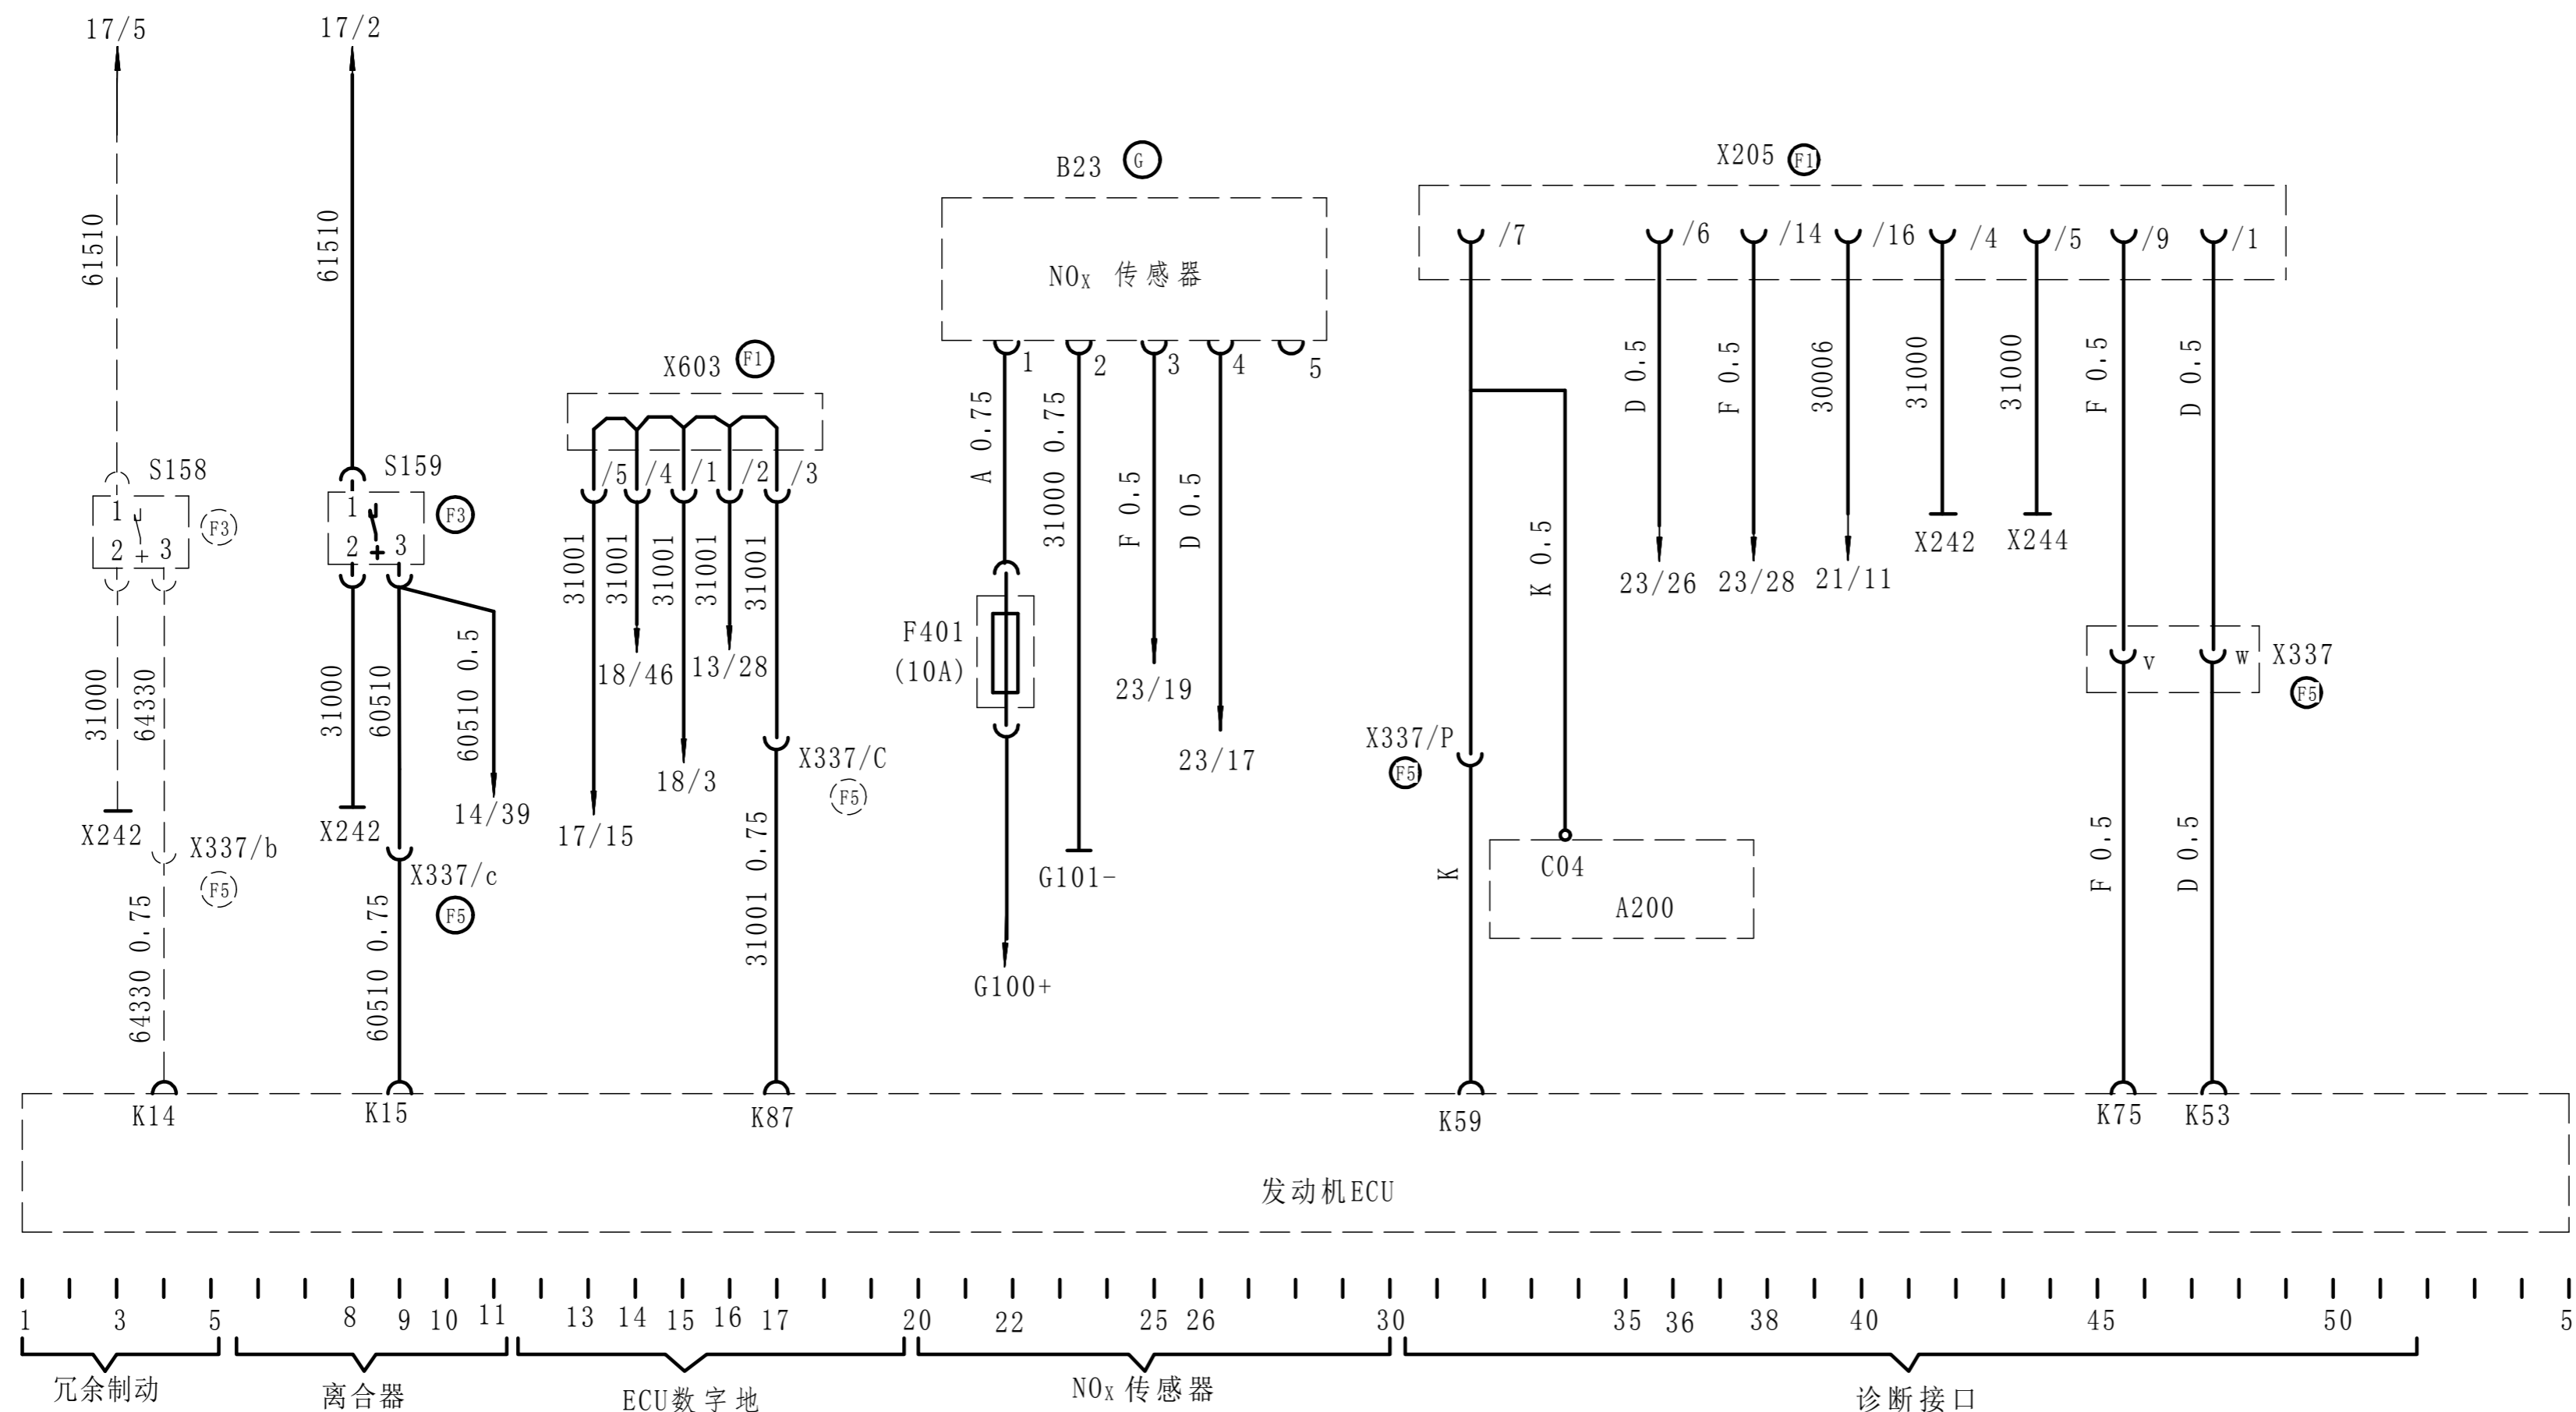 17/5
17/2
61510
61510
S158
1
2
3
F3
S159
1
2
3
F3
31000
64330
X242
X337/b
F5
64330 0.75
31000
60510
60510 0.5
X242
14/39
X337/c
F5
60510 0.75
X603 F1
/5 /4 /1 /2 /3
31001
31001
31001
31001
31001
18/46
13/28
18/3
17/15
X337/C
F5
31001 0.75
B23 G
NOx 传感器
1 2 3 4 5
A 0.75
31000 0.75
F 0.5
D 0.5
F401
(10A)
23/19
23/17
G101-
G100+
X205 F1
/7 /6 /14 /16 /4 /5 /9 /1
D 0.5
F 0.5
30006
31000
31000
F 0.5
D 0.5
K 0.5
23/26
23/28
21/11
X242
X244
v
w
X337
F5
X337/P
F5
K
C04
A200
F 0.5
D 0.5
K14
K15
K87
K59
K75
K53
发动机ECU
1 3 5 8 9 10 11 13 14 15 16 17 20 22 25 26 30 35 36 38 40 45 50 5
冗余制动
离合器
ECU数字地
NOx 传感器
诊断接口